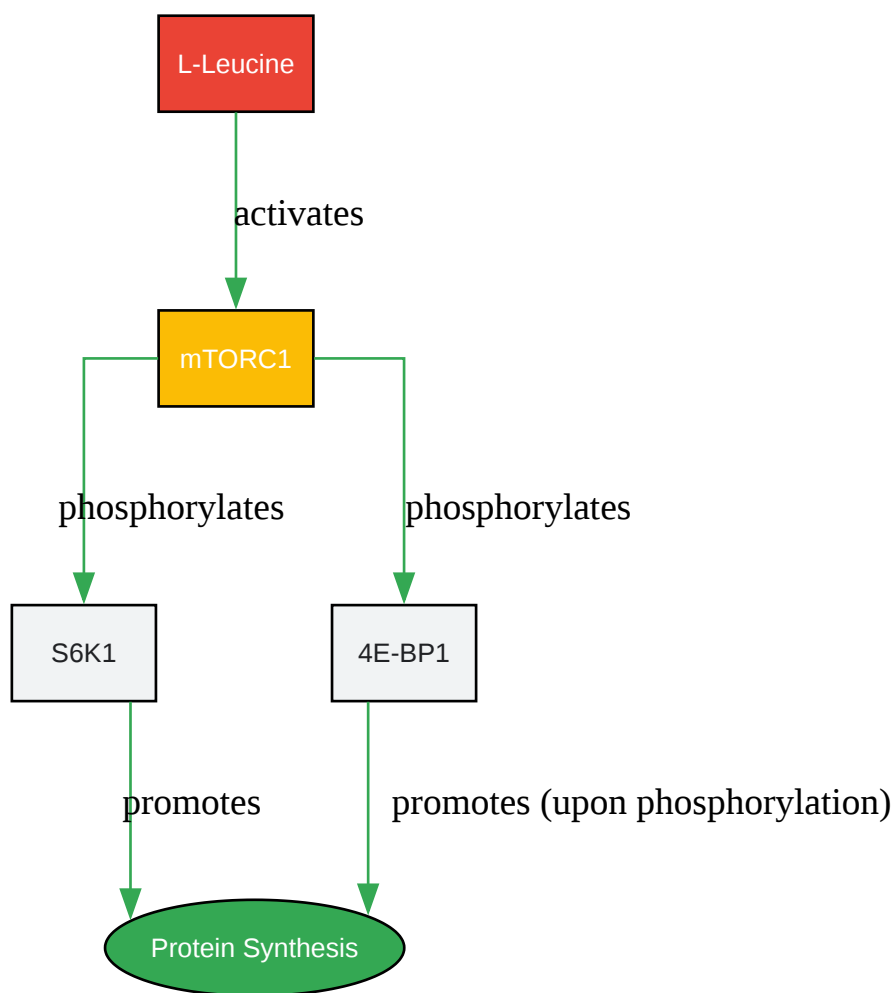 L-Leucine
activates
mTORC1
phosphorylates
phosphorylates
S6K1
4E-BP1
promotes
promotes (upon phosphorylation)
Protein Synthesis